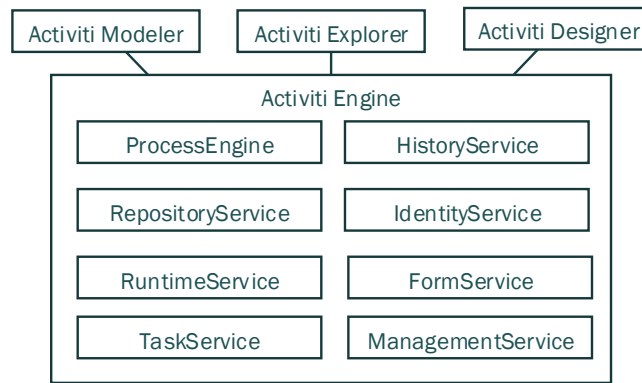 Activiti Modeler
Activiti Explorer
Activiti Designer
Activiti Engine
ProcessEngine
HistoryService
RepositoryService
IdentityService
RuntimeService
FormService
TaskService
ManagementService